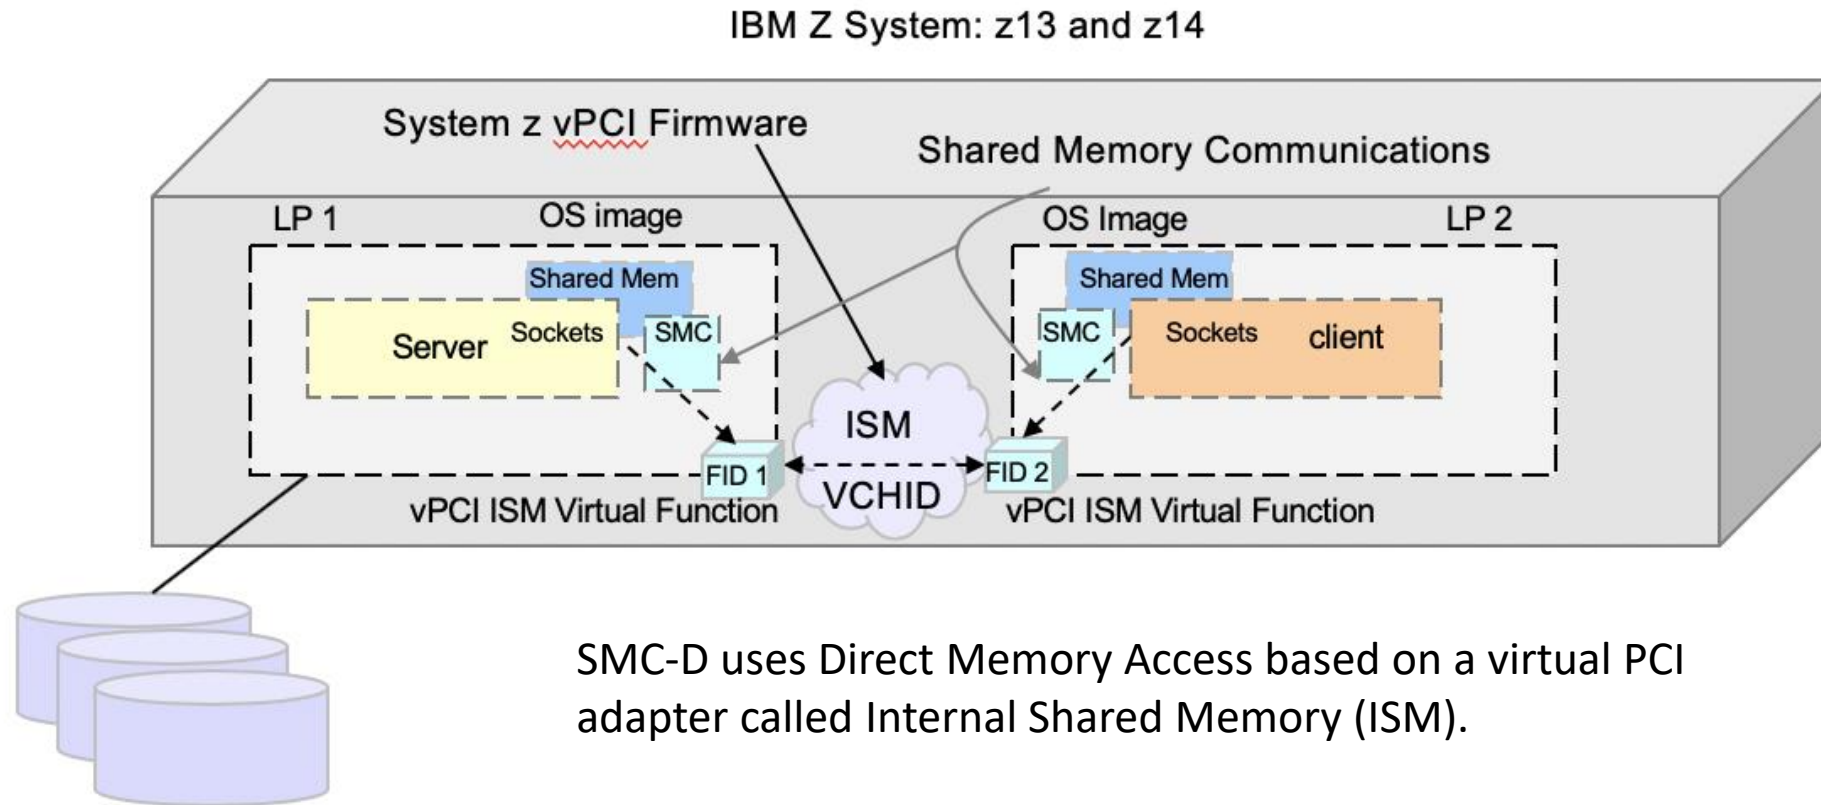 IBM Z System: z13 and z14
System z vPCI Firmware
Shared Memory Communications
LP 1
OS image
OS Image
LP 2
Shared Mem
Shared Mem
Server
Sockets
SMC
SMC
Sockets
client
ISM
FID 1
FID 2
VCHID
vPCI ISM Virtual Function
vPCI ISM Virtual Function
SMC-D uses Direct Memory Access based on a virtual PCI
adapter called Internal Shared Memory (ISM).